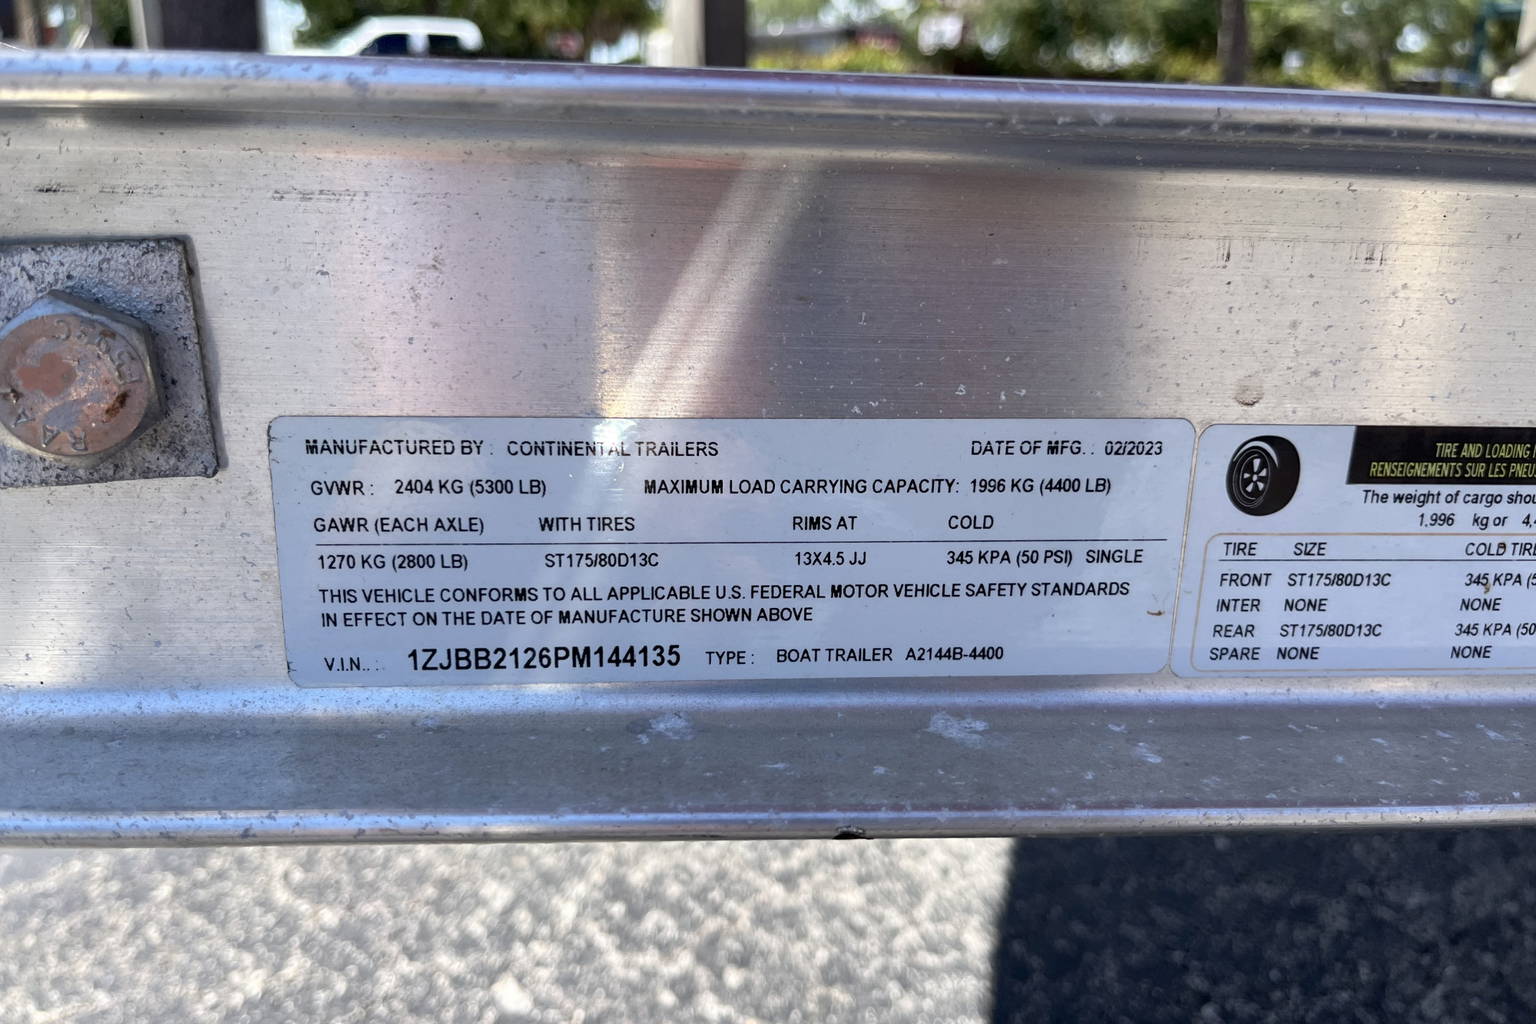 MANUFACTURED BY : CONTINENTAL TRAILERS DATE OF MFG. : 02/2023
GVWR : 2404 KG (5300 LB) MAXIMUM LOAD CARRYING CAPACITY: 1996 KG (4400 LB)
GAWR (EACH AXLE) WITH TIRES RIMS AT COLD
1270 KG (2800 LB) ST175/80D13C 13X4.5 JJ 345 KPA (50 PSI) SINGLE
THIS VEHICLE CONFORMS TO ALL APPLICABLE U.S. FEDERAL MOTOR VEHICLE SAFETY STANDARDS
IN EFFECT ON THE DATE OF MANUFACTURE SHOWN ABOVE
V.I.N.. : 1ZJBB2126PM144135 TYPE : BOAT TRAILER A2144B-4400
TIRE AND LOADING
RENSEIGNEMENTS SUR LES
The weight of cargo
1,996 kg or
TIRE SIZE COLD
FRONT ST175/80D13C 345 KPA
INTER NONE NONE
REAR ST175/80D13C 345 KPA (50
SPARE NONE NONE